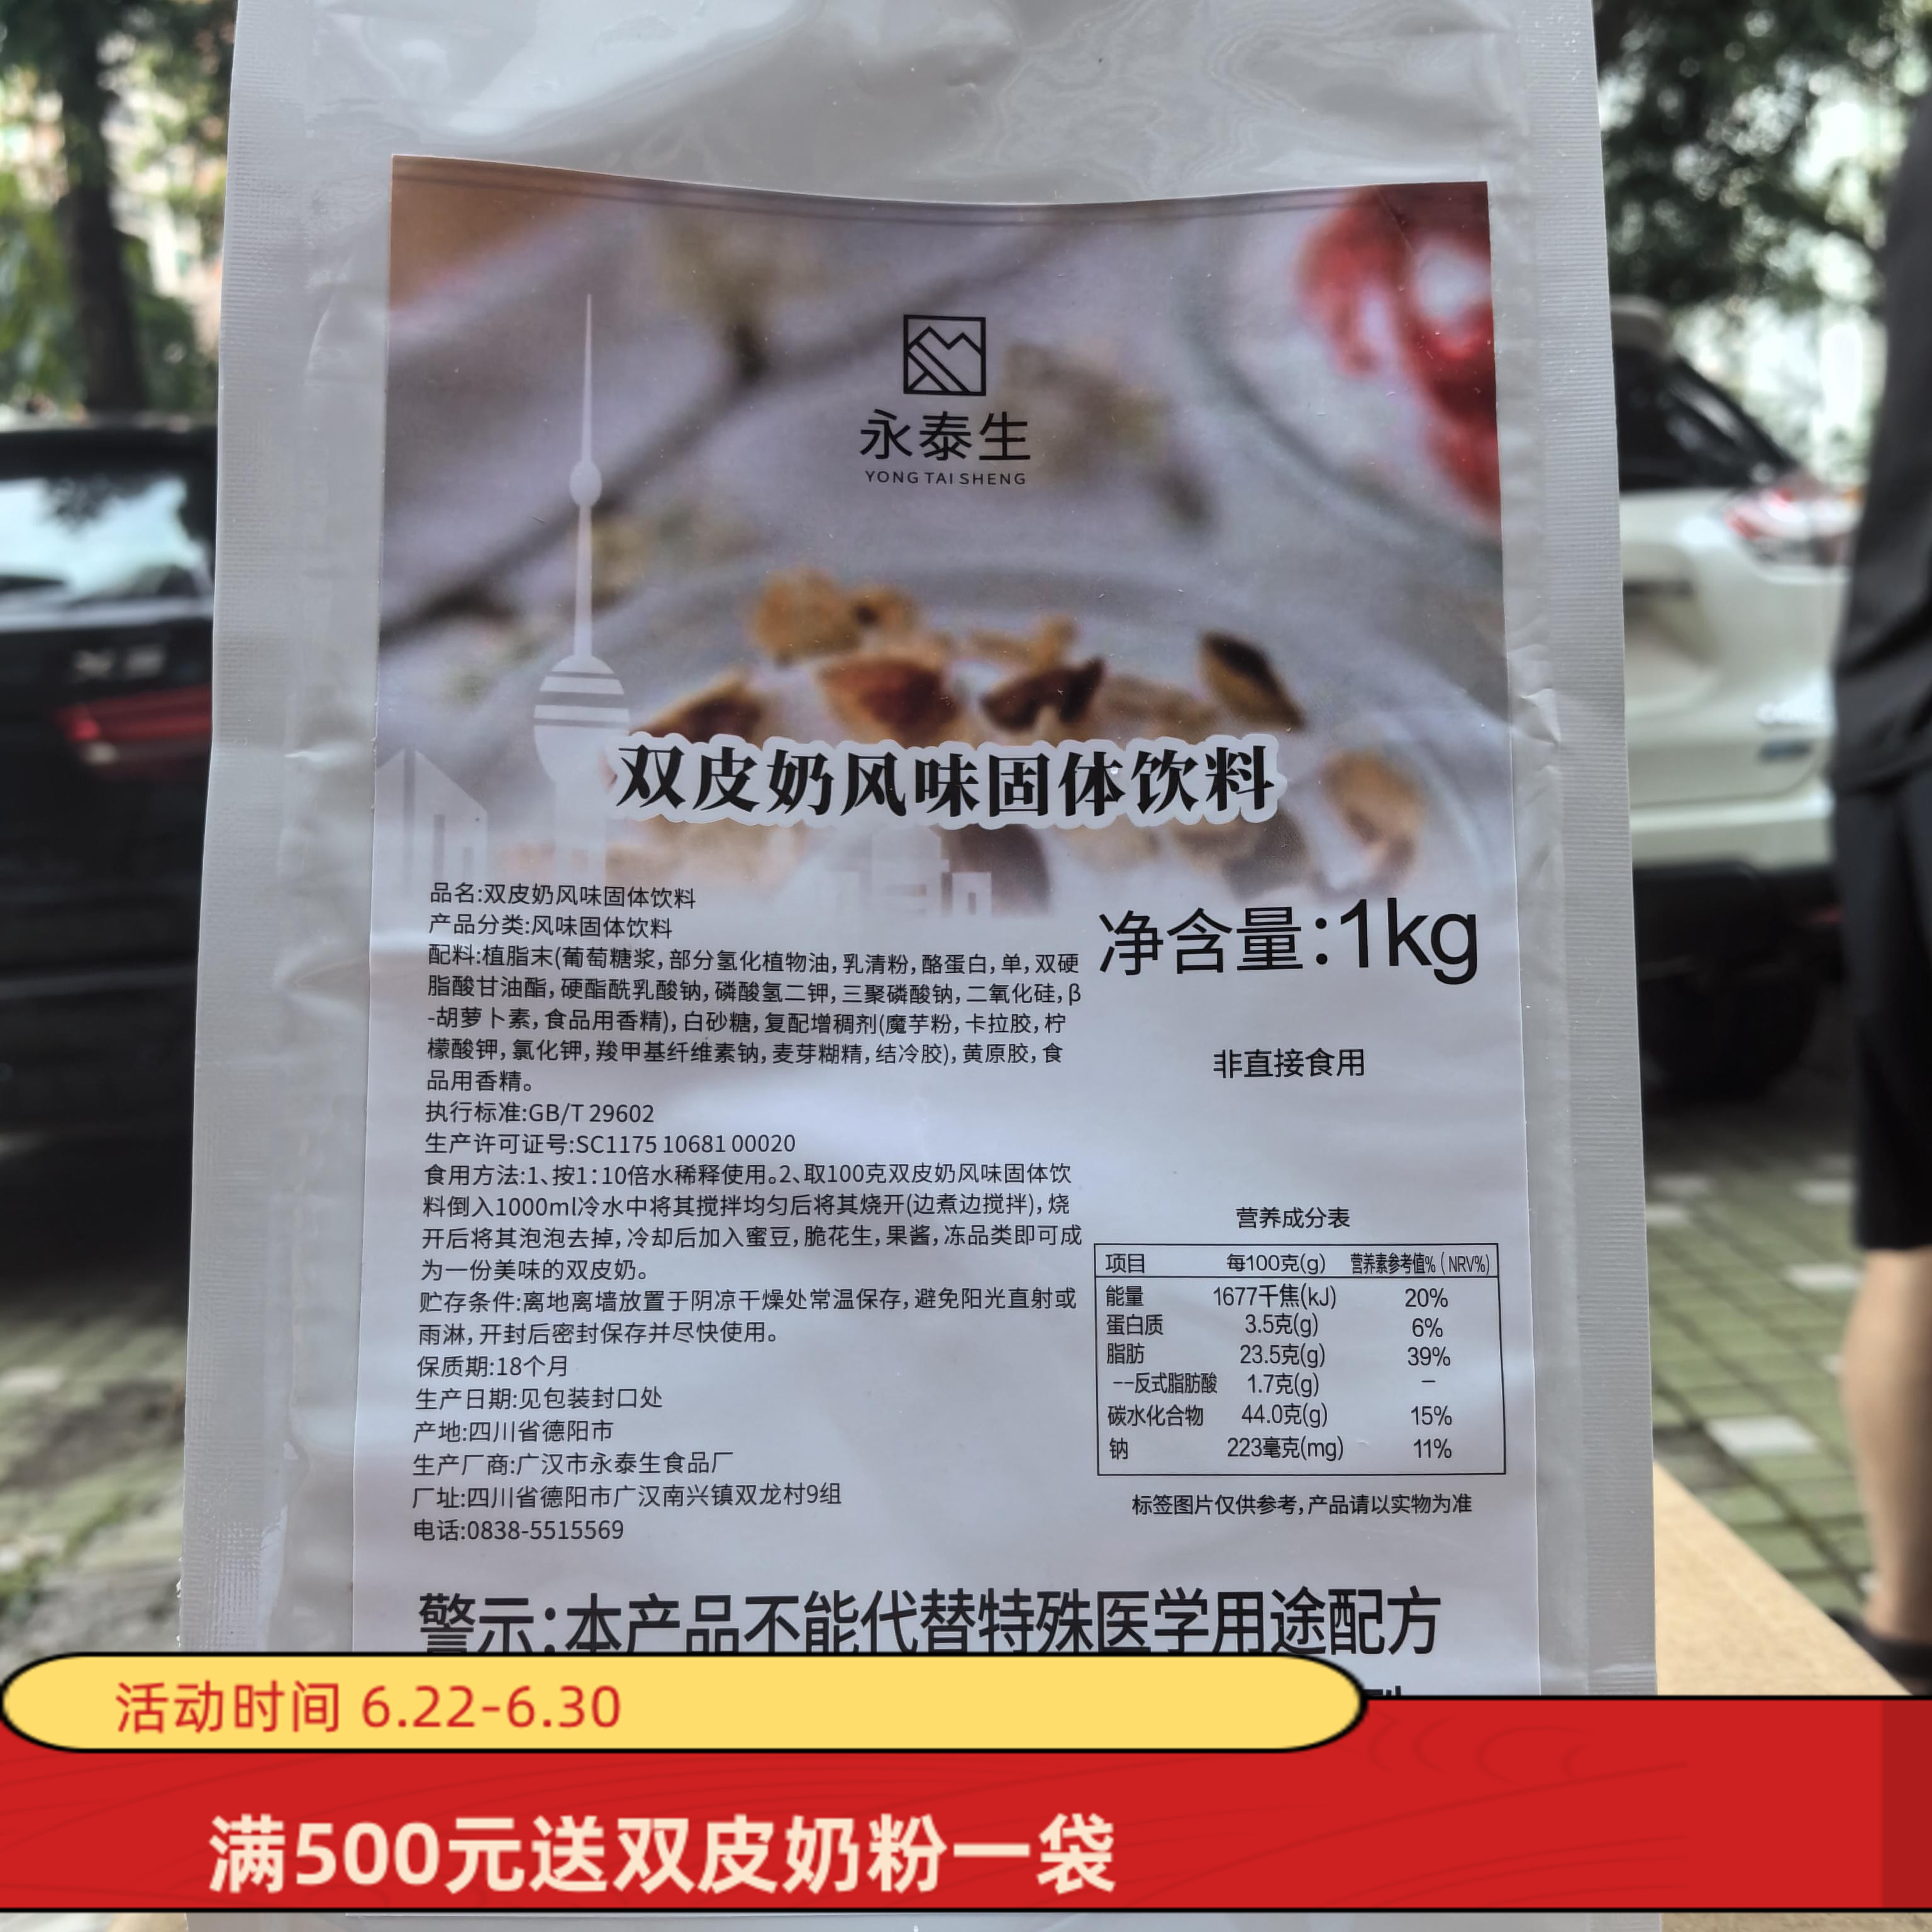 永泰生
YONG TAI SHENG
双皮奶风味固体饮料
品名:双皮奶风味固体饮料
产品分类:风味固体饮料
配料:植脂末(葡萄糖浆,部分氢化植物油,乳清粉,酪蛋白,单,双硬
脂酸甘油酯,硬酯酰乳酸钠,磷酸氢二钾,三聚磷酸钠,二氧化硅,β
-胡萝卜素,食品用香精),白砂糖,复配增稠剂(魔芋粉,卡拉胶,柠
檬酸钾,氯化钾,羧甲基纤维素钠,麦芽糊精,结冷胶),黄原胶,食
品用香精。
执行标准:GB/T 29602
生产许可证号:SC1175 10681 00020
食用方法:1、按1:10倍水稀释使用。2、取100克双皮奶风味固体饮
料倒入1000ml冷水中将其搅拌均匀后将其烧开(边煮边搅拌),烧
开后将其泡泡去掉,冷却后加入蜜豆,脆花生,果酱,冻品类即可成
为一份美味的双皮奶。
贮存条件:离地离墙放置于阴凉干燥处常温保存,避免阳光直射或
雨淋,开封后密封保存并尽快使用。
保质期:18个月
生产日期:见包装封口处
产地:四川省德阳市
生产厂商:广汉市永泰生食品厂
厂址:四川省德阳市广汉南兴镇双龙村9组
电话:0838-5515569
净含量:1kg
非直接食用
营养成分表
项目 每100克(g) 营养素参考值%(NRV%)
能量 1677千焦(kJ) 20%
蛋白质 3.5克(g) 6%
脂肪 23.5克(g) 39%
--反式脂肪酸 1.7克(g) —
碳水化合物 44.0克(g) 15%
钠 223毫克(mg) 11%
标签图片仅供参考,产品请以实物为准
警示:本产品不能代替特殊医学用途配方
活动时间 6.22-6.30
满500元送双皮奶粉一袋